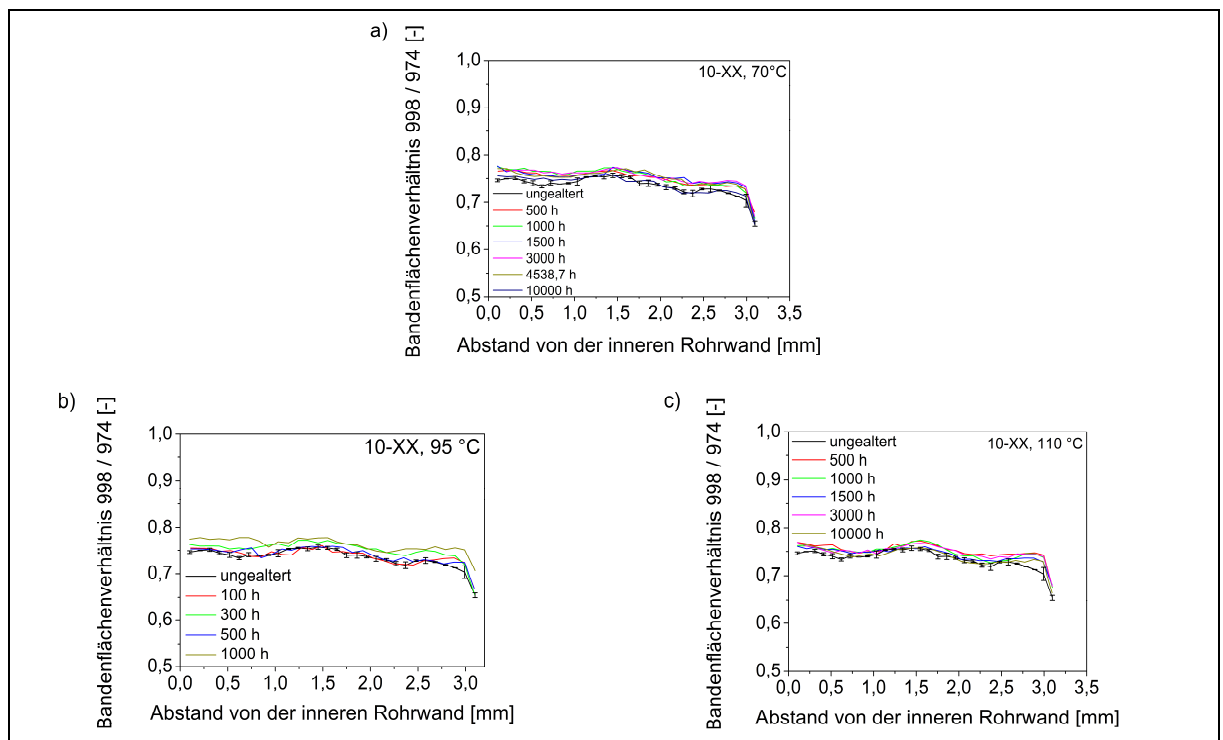 a)
Bandenflächenverhältnis 998 / 974 [-]
1,0
0,9
0,8
0,7
0,6
0,5
10-XX, 70°C
ungealtert
500 h
1000 h
1500 h
3000 h
4538,7 h
10000 h
0,0 0,5 1,0 1,5 2,0 2,5 3,0 3,5
Abstand von der inneren Rohrwand [mm]
b)
Bandenflächenverhältnis 998 / 974 [-]
1,0
0,9
0,8
0,7
0,6
0,5
10-XX, 95 °C
ungealtert
100 h
300 h
500 h
1000 h
0,0 0,5 1,0 1,5 2,0 2,5 3,0
Abstand von der inneren Rohrwand [mm]
c)
Bandenflächenverhältnis 998 / 974 [-]
1,0
0,9
0,8
0,7
0,6
0,5
10-XX, 110 °C
ungealtert
500 h
1000 h
1500 h
3000 h
10000 h
0,0 0,5 1,0 1,5 2,0 2,5 3,0 3,5
Abstand von der inneren Rohrwand [mm]